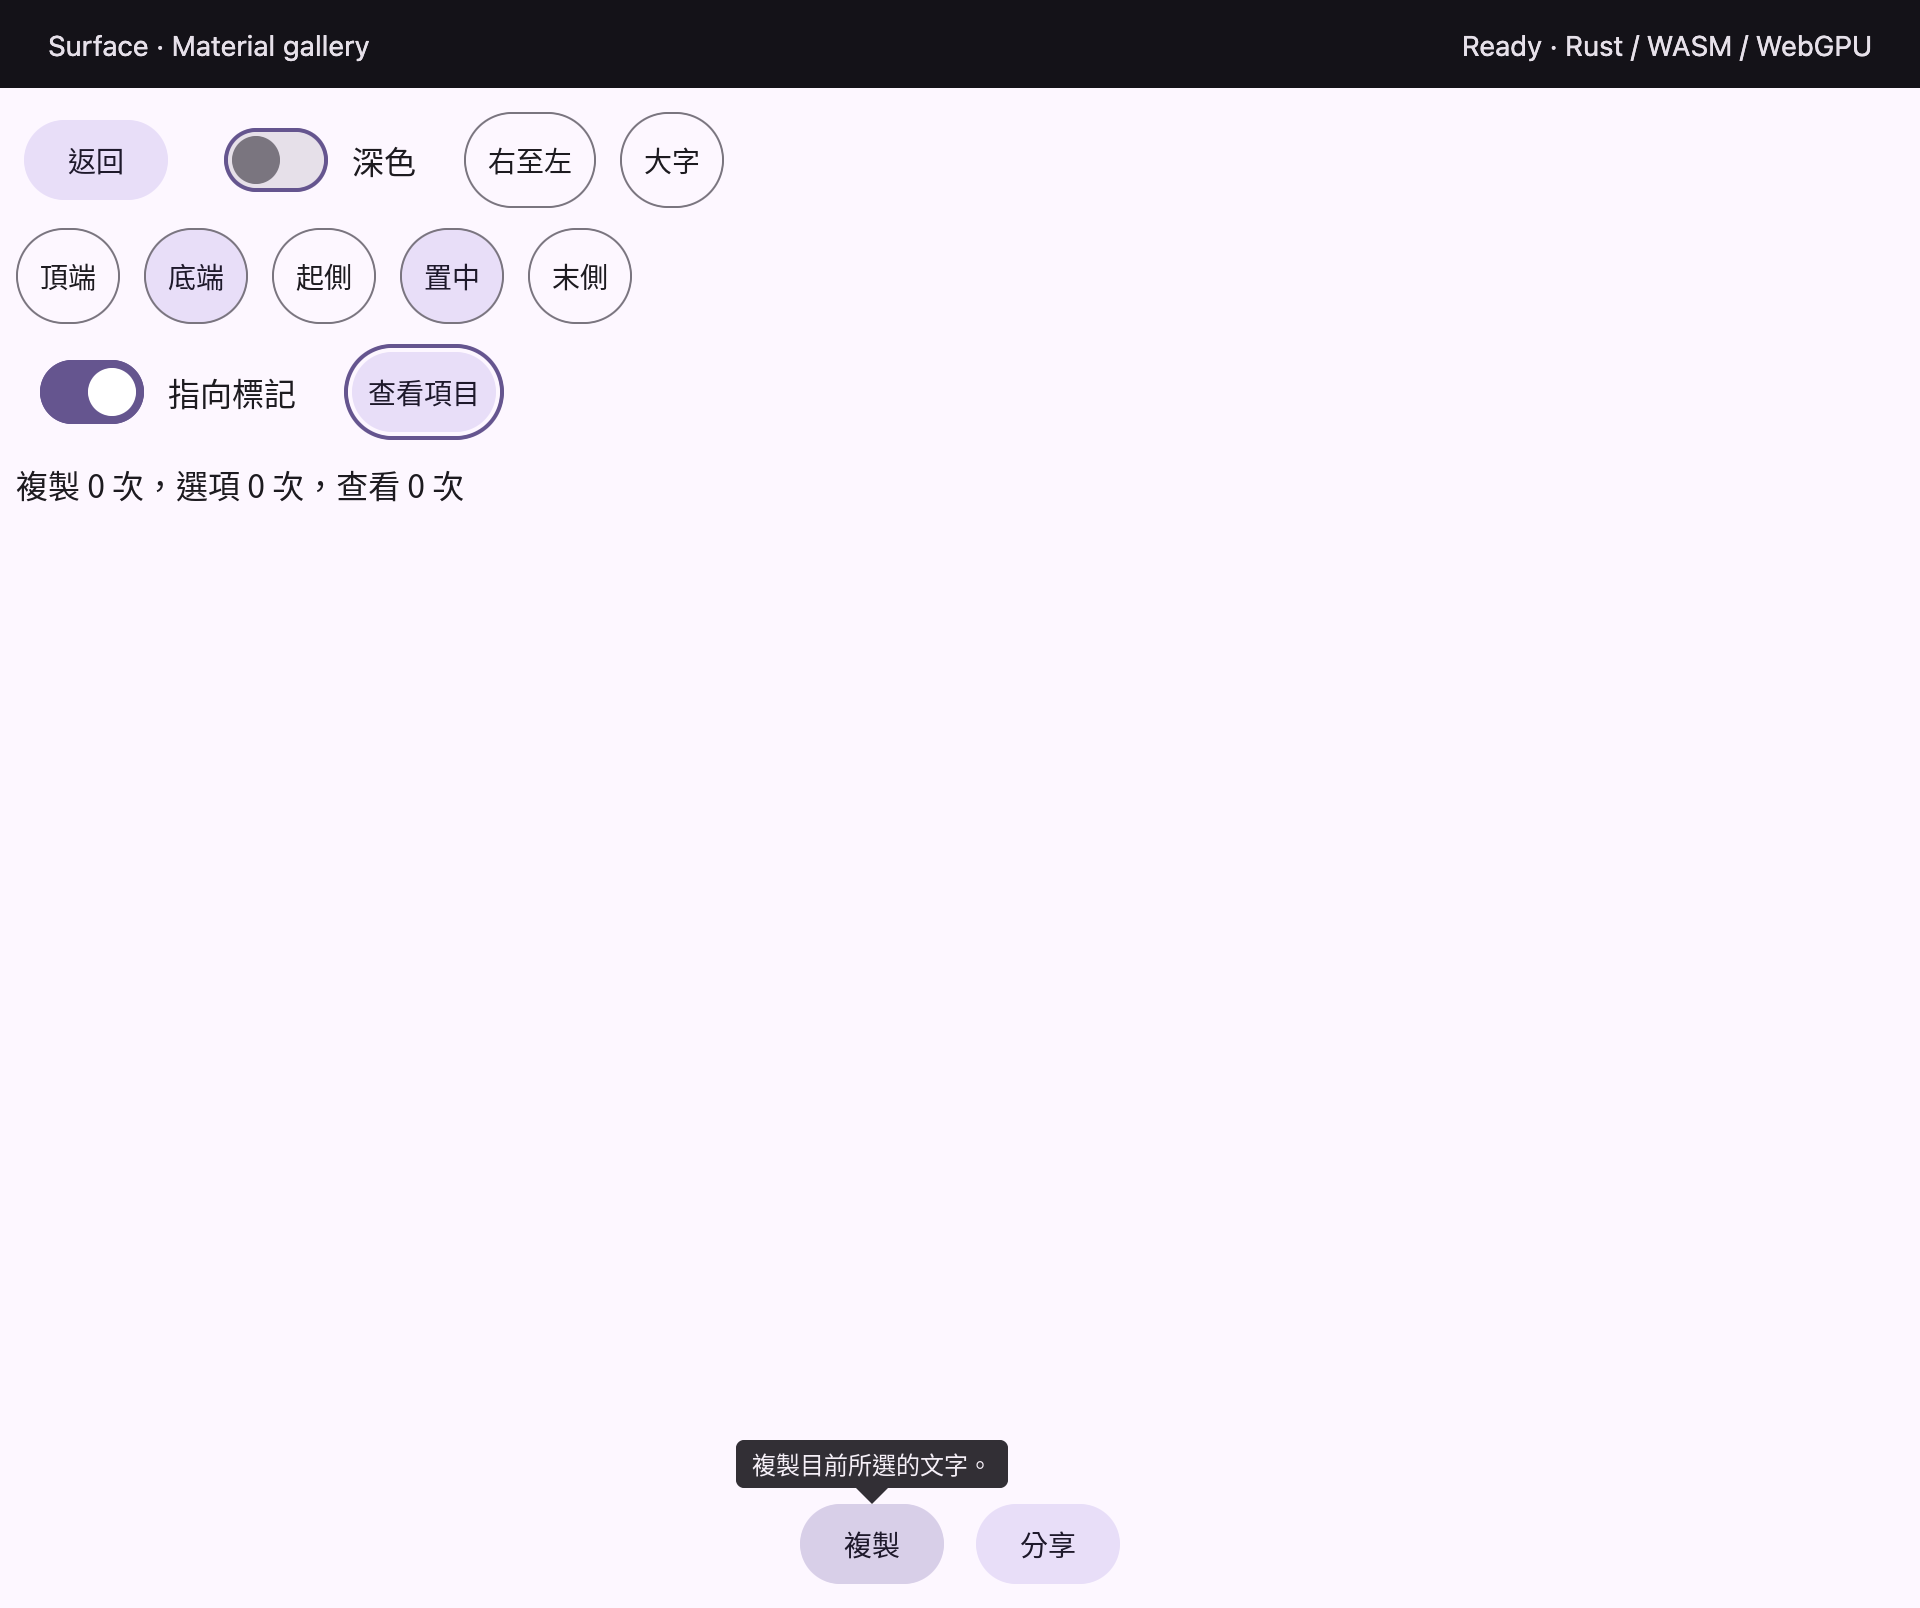 Surface · Material gallery
Ready · Rust / WASM / WebGPU
返回
深色
右至左
大字
頂端
底端
起側
置中
末側
指向標記
查看項目
複製 0 次，選項 0 次，查看 0 次
複製目前所選的文字。
複製
分享